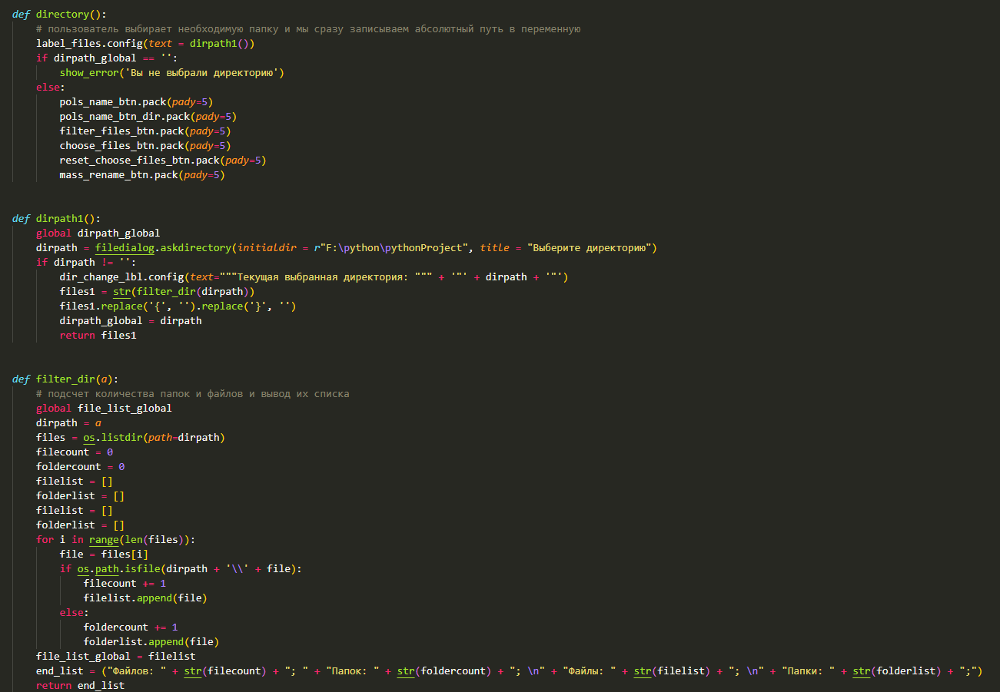 def directory():
    # пользователь выбирает необходимую папку и мы сразу записываем абсолютный путь в переменную
    label_files.config(text = dirpath1())
    if dirpath_global == '':
        show_error('Вы не выбрали директорию')
    else:
        pols_name_btn.pack(pady=5)
        pols_name_btn_dir.pack(pady=5)
        filter_files_btn.pack(pady=5)
        choose_files_btn.pack(pady=5)
        reset_choose_files_btn.pack(pady=5)
        mass_rename_btn.pack(pady=5)
def dirpath1():
    global dirpath_global
    dirpath = filedialog.askdirectory(initialdir = r"F:\python\pythonProject", title = "Выберите директорию")
    if dirpath != '':
        dir_change_lbl.config(text="""Текущая выбранная директория: """ + '"' + dirpath + '"')
        files1 = str(filter_dir(dirpath))
        files1.replace('{', '').replace('}', '')
        dirpath_global = dirpath
        return files1
def filter_dir(a):
    # подсчет количества папок и файлов и вывод их списка
    global file_list_global
    dirpath = a
    files = os.listdir(path=dirpath)
    filecount = 0
    foldercount = 0
    filelist = []
    folderlist = []
    filelist = []
    folderlist = []
    for i in range(len(files)):
        file = files[i]
        if os.path.isfile(dirpath + '\\' + file):
            filecount += 1
            filelist.append(file)
        else:
            foldercount += 1
            folderlist.append(file)
    file_list_global = filelist
    end_list = ("Файлов: " + str(filecount) + "; " + "Папок: " + str(foldercount) + "; \n" + "Файлы: " + str(filelist) + "; \n" + "Папки: " + str(folderlist) + ";")
    return end_list